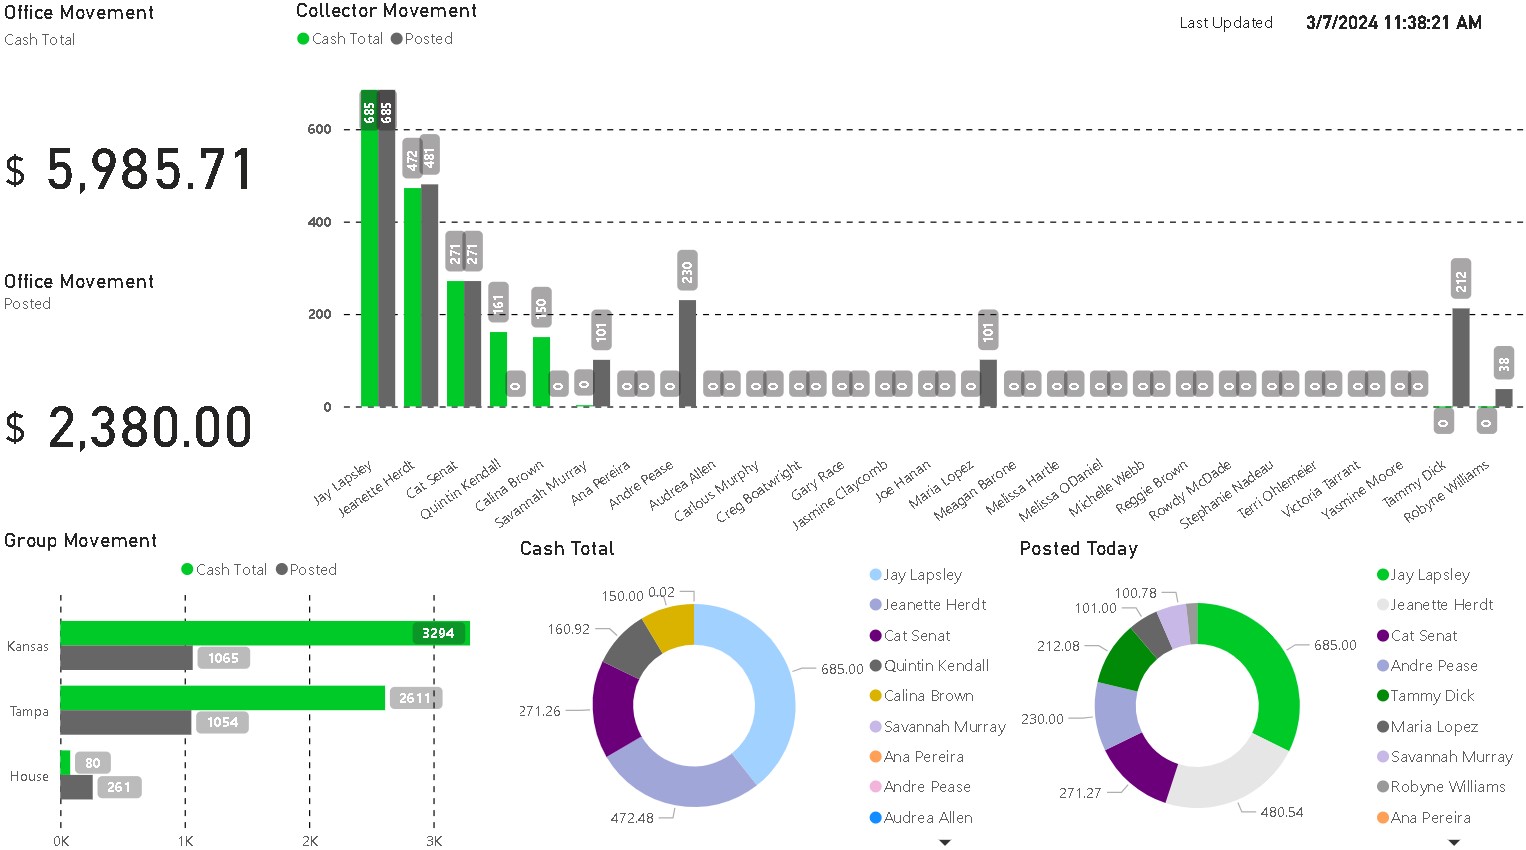 Office Movement
Cash Total
$ 5,985.71
Office Movement
Posted
$ 2,380.00
Collector Movement
Cash Total Posted
Last Updated 3/7/2024 11:38:21 AM
600
400
200
0
685 685
472 481
271 271
161 0
150 0
0 101
0 0
230
0 0
0 0
0 0
0 0
0 0
0 0
0 101
0 0
0 0
0 0
0 0
0 0
0 0
0 0
0 0
0 0
0 0
0 212
0 38
Jay Lapsley
Jeanette Herdt
Cat Senat
Quintin Kendall
Calina Brown
Savannah Murray
Ana Pereira
Andre Pease
Audrea Allen
Carlous Murphy
Creg Boatwright
Gary Race
Jasmine Claycomb
Joe Hanan
Maria Lopez
Meagan Barone
Melissa Hartle
Melissa ODaniel
Michelle Webb
Reggie Brown
Rowdy McDade
Stephanie Nadeau
Terri Ohlemeier
Victoria Tarrant
Yasmine Moore
Tammy Dick
Robyne Williams
Group Movement
Cash Total Posted
Kansas
3294
1065
Tampa
2611
1054
House
80
261
0K 1K 2K 3K
Cash Total
150.00 0.02
160.92
685.00
271.26
472.48
Jay Lapsley
Jeanette Herdt
Cat Senat
Quintin Kendall
Calina Brown
Savannah Murray
Ana Pereira
Andre Pease
Audrea Allen
Posted Today
100.78
101.00
212.08
685.00
230.00
271.27
480.54
Jay Lapsley
Jeanette Herdt
Cat Senat
Andre Pease
Tammy Dick
Maria Lopez
Savannah Murray
Robyne Williams
Ana Pereira